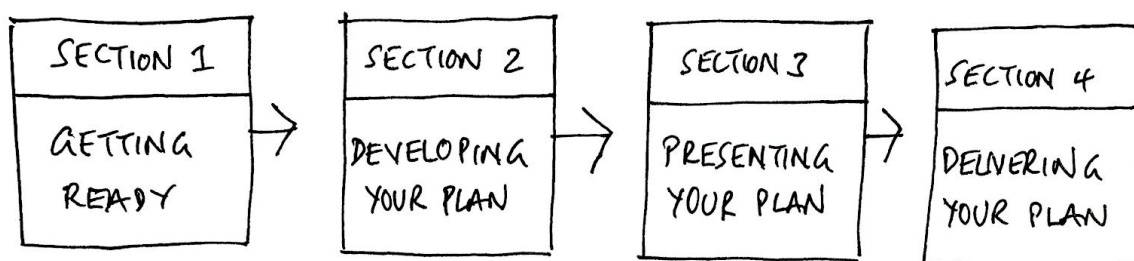 SECTION 1
GETTING
READY
SECTION 2
DEVELOPING
YOUR PLAN
SECTION 3
PRESENTING
YOUR PLAN
SECTION 4
DELIVERING
YOUR PLAN